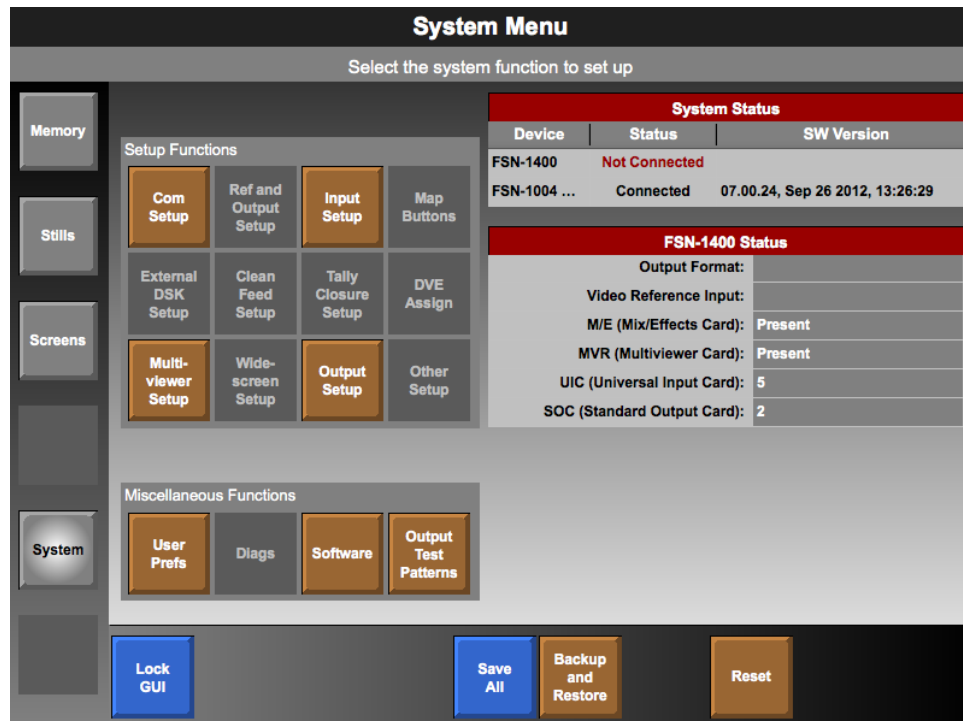 System Menu
Select the system function to set up
Memory
Stills
Screens
System
Setup Functions
Com
Setup
Ref and
Output
Setup
Input
Setup
Map
Buttons
External
DSK
Setup
Clean
Feed
Setup
Tally
Closure
Setup
DVE
Assign
Multi-
viewer
Setup
Wide-
screen
Setup
Output
Setup
Other
Setup
Miscellaneous Functions
User
Prefs
Diags
Software
Output
Test
Patterns
System Status
Device Status SW Version
FSN-1400 Not Connected
FSN-1004 ... Connected 07.00.24, Sep 26 2012, 13:26:29
FSN-1400 Status
Output Format:
Video Reference Input:
M/E (Mix/Effects Card): Present
MVR (Multiviewer Card): Present
UIC (Universal Input Card): 5
SOC (Standard Output Card): 2
Lock
GUI
Save
All
Backup
and
Restore
Reset